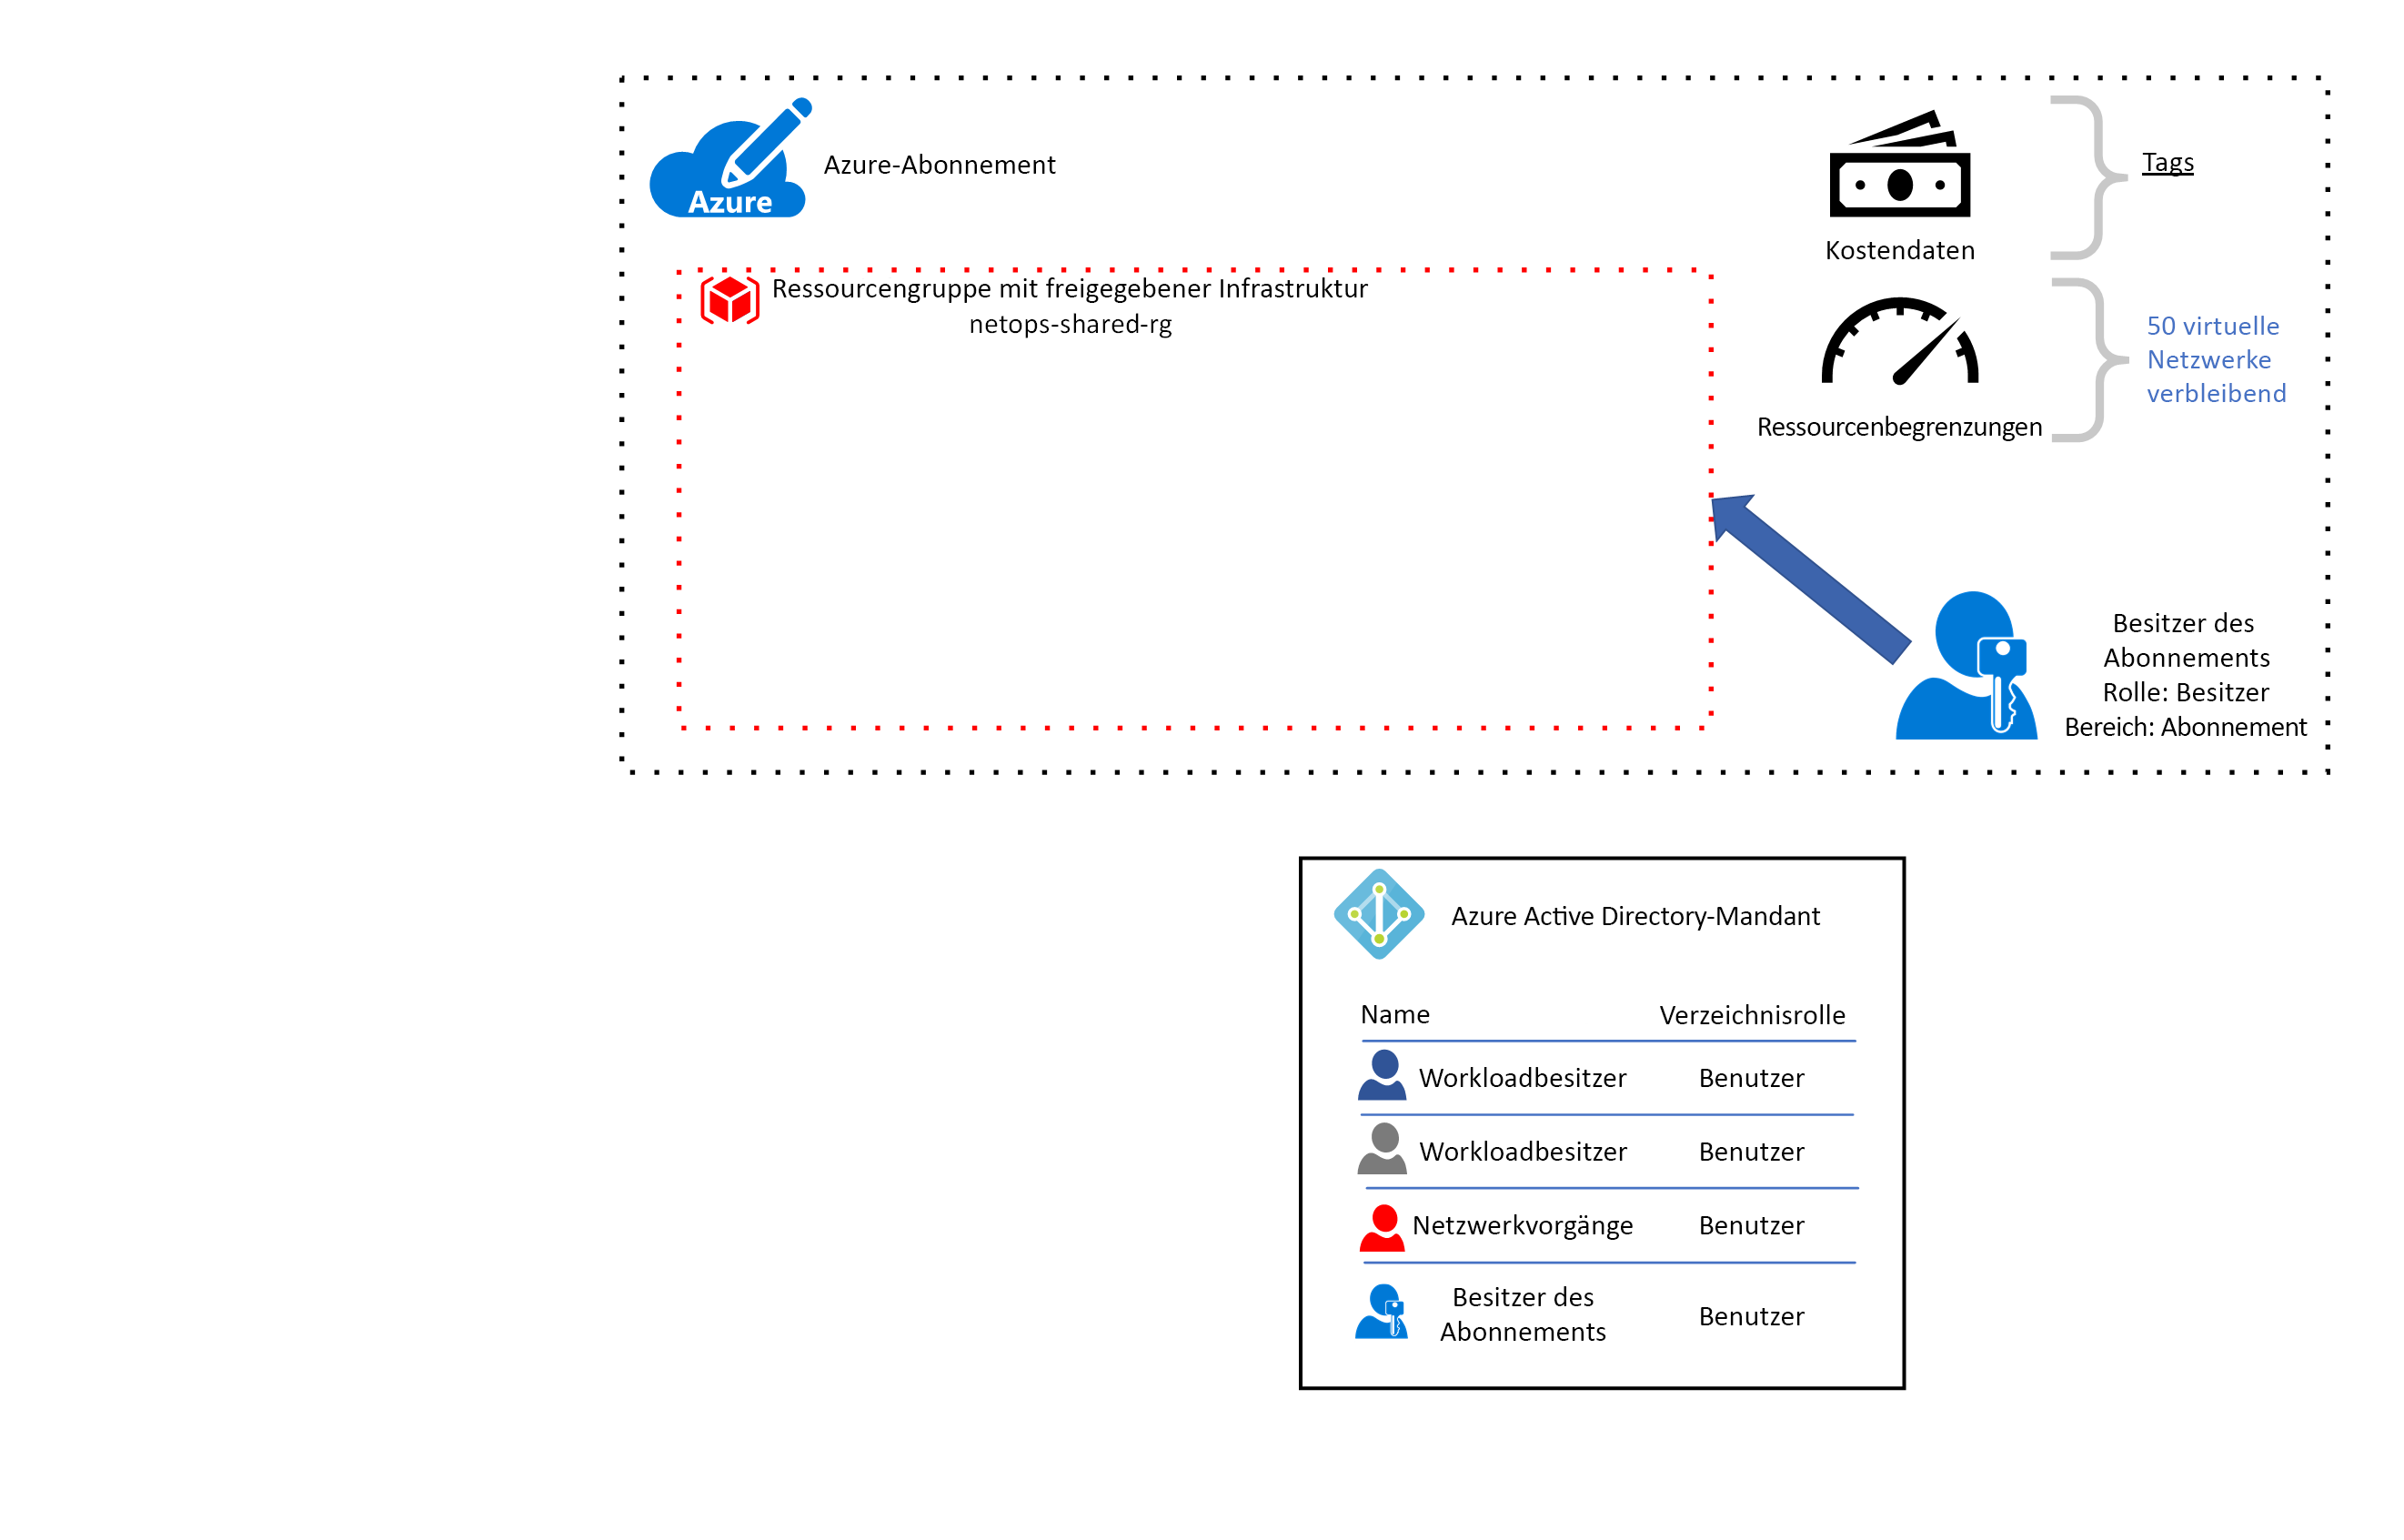 Azure
Azure-Abonnement
Kostendaten
Tags
Ressourcengruppe mit freigegebener Infrastruktur
netops-shared-rg
50 virtuelle
Netzwerke
verbleibend
Ressourcenbegrenzungen
Besitzer des
Abonnements
Rolle: Besitzer
Bereich: Abonnement
Azure Active Directory-Mandant
Name Verzeichnisrolle
Workloadbesitzer Benutzer
Workloadbesitzer Benutzer
Netzwerkvorgänge Benutzer
Besitzer des
Abonnements Benutzer